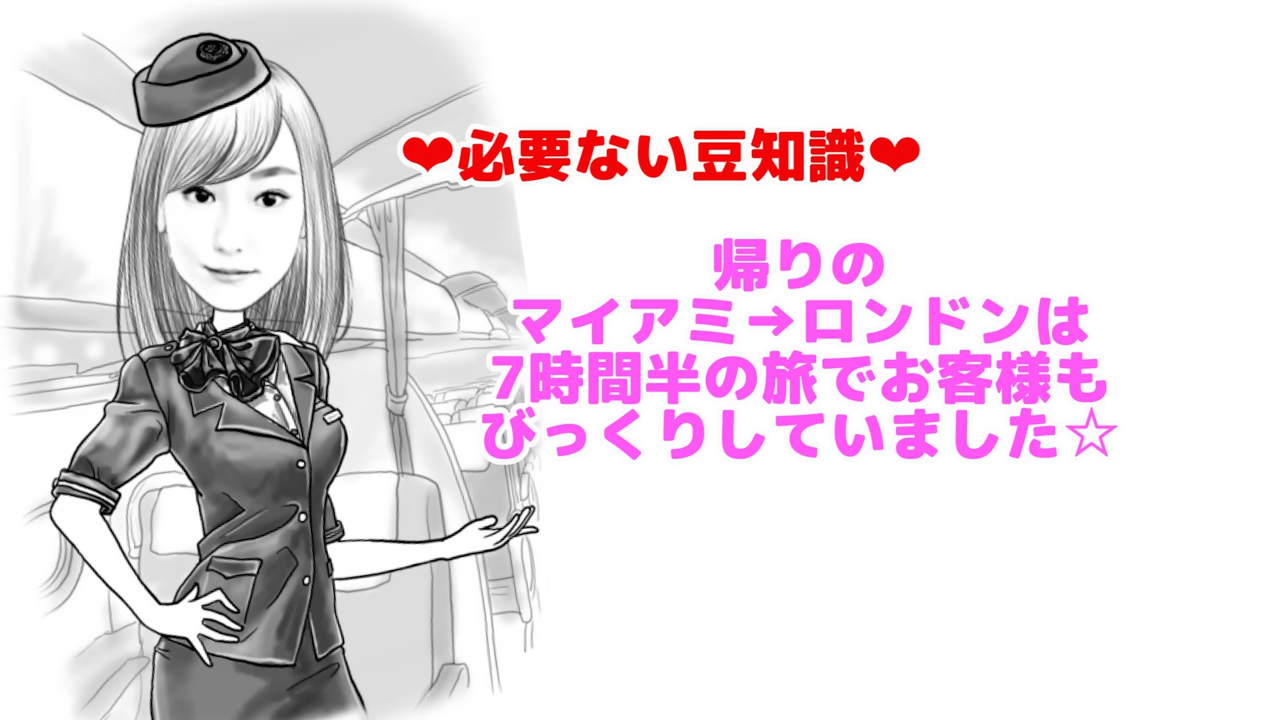 ❤必要ない豆知識❤
帰りの
マイアミ→ロンドンは
7時間半の旅でお客様も
びっくりしていました☆